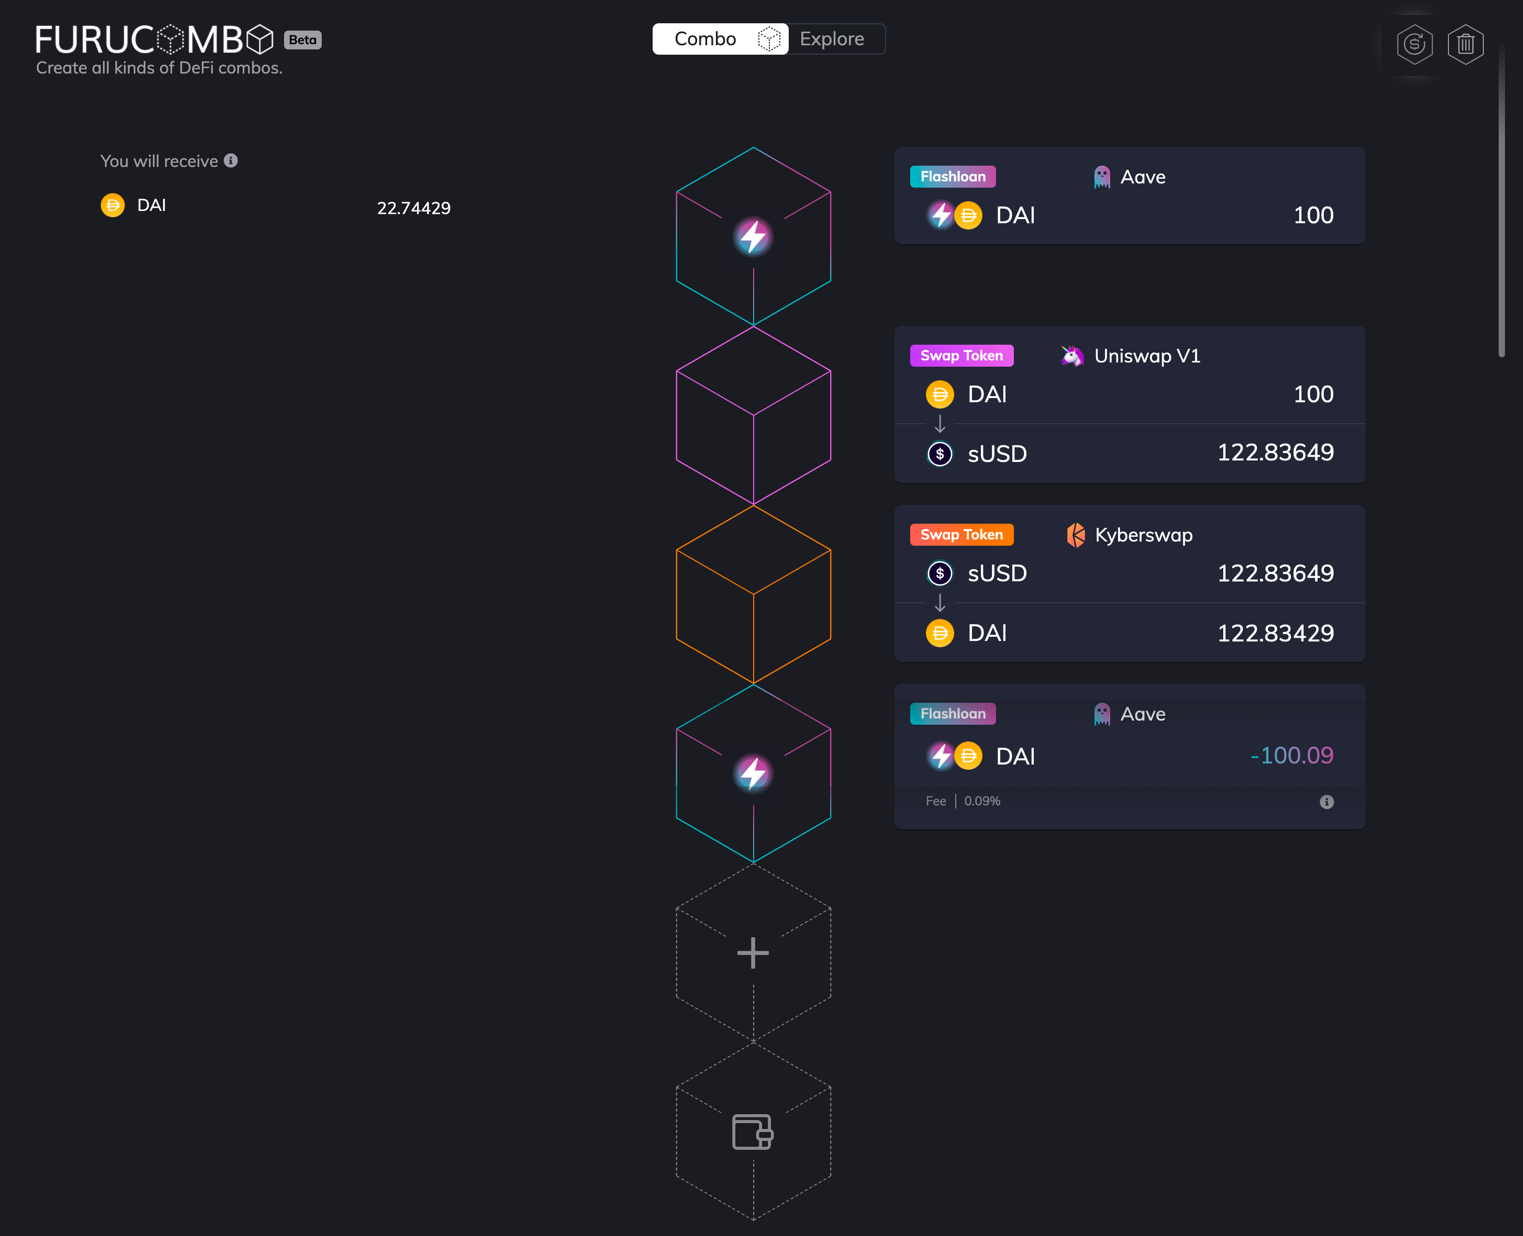 FURUCOMBO Beta
Create all kinds of DeFi combos.
Combo
Explore
You will receive
DAI 22.74429
Flashloan Aave
DAI 100
Swap Token Uniswap V1
DAI 100
sUSD 122.83649
Swap Token Kyberswap
sUSD 122.83649
DAI 122.83429
Flashloan Aave
DAI -100.09
Fee | 0.09%